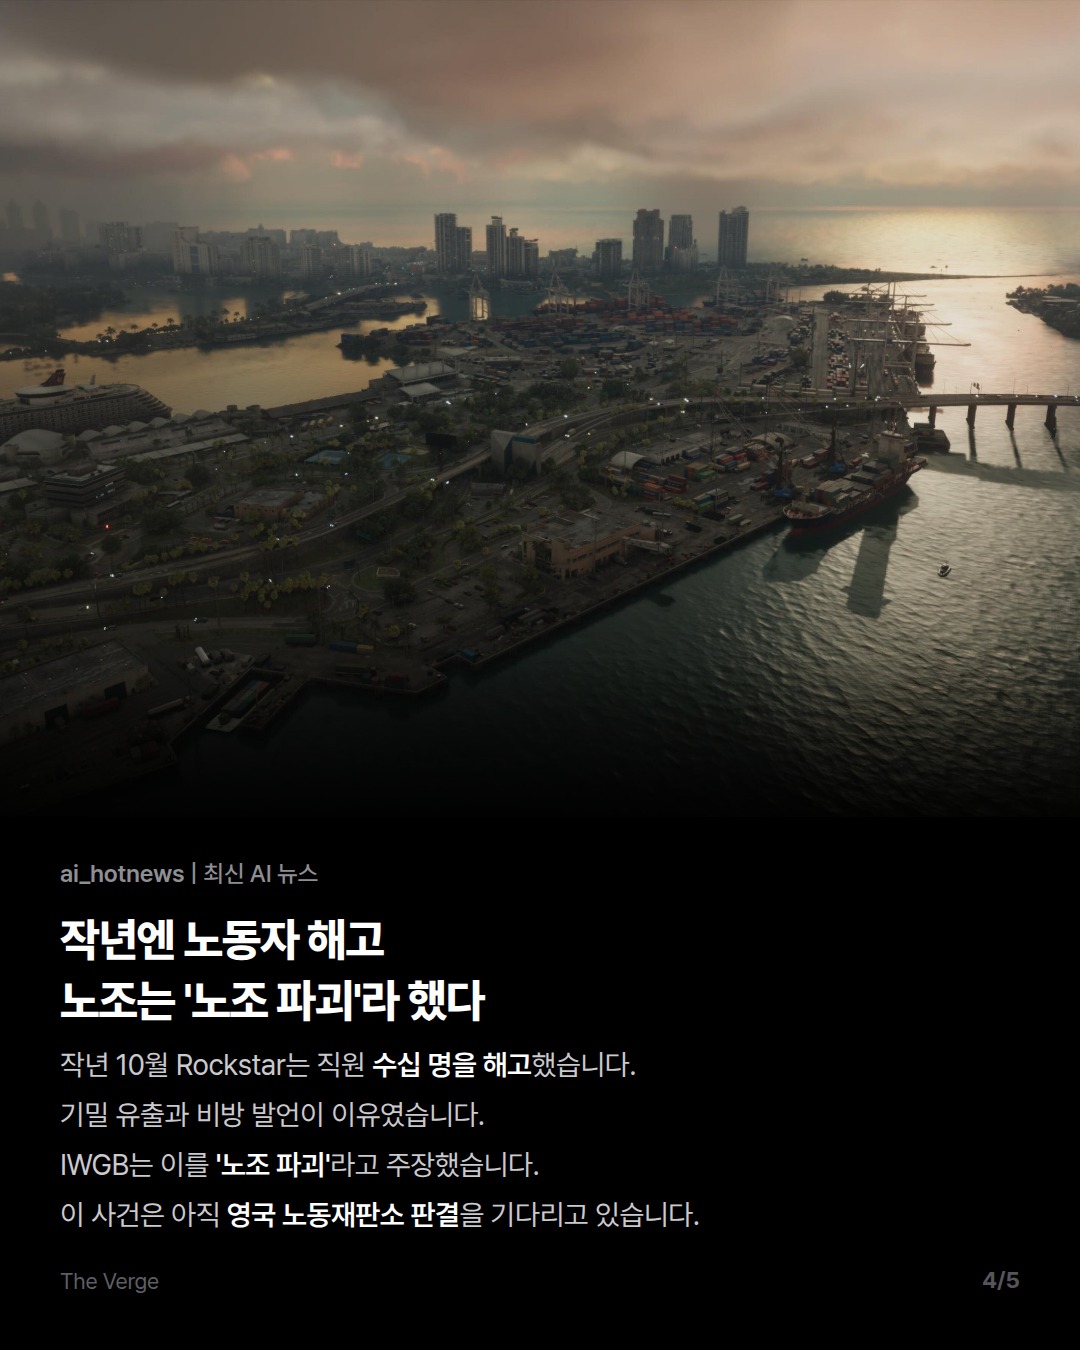 ai_hotnews | 최신 AI 뉴스
작년엔 노동자 해고
노조는 '노조 파괴'라 했다
작년 10월 Rockstar는 직원 수십 명을 해고했습니다.
기밀 유출과 비방 발언이 이유였습니다.
IWGB는 이를 '노조 파괴'라고 주장했습니다.
이 사건은 아직 영국 노동재판소 판결을 기다리고 있습니다.
The Verge
4/5